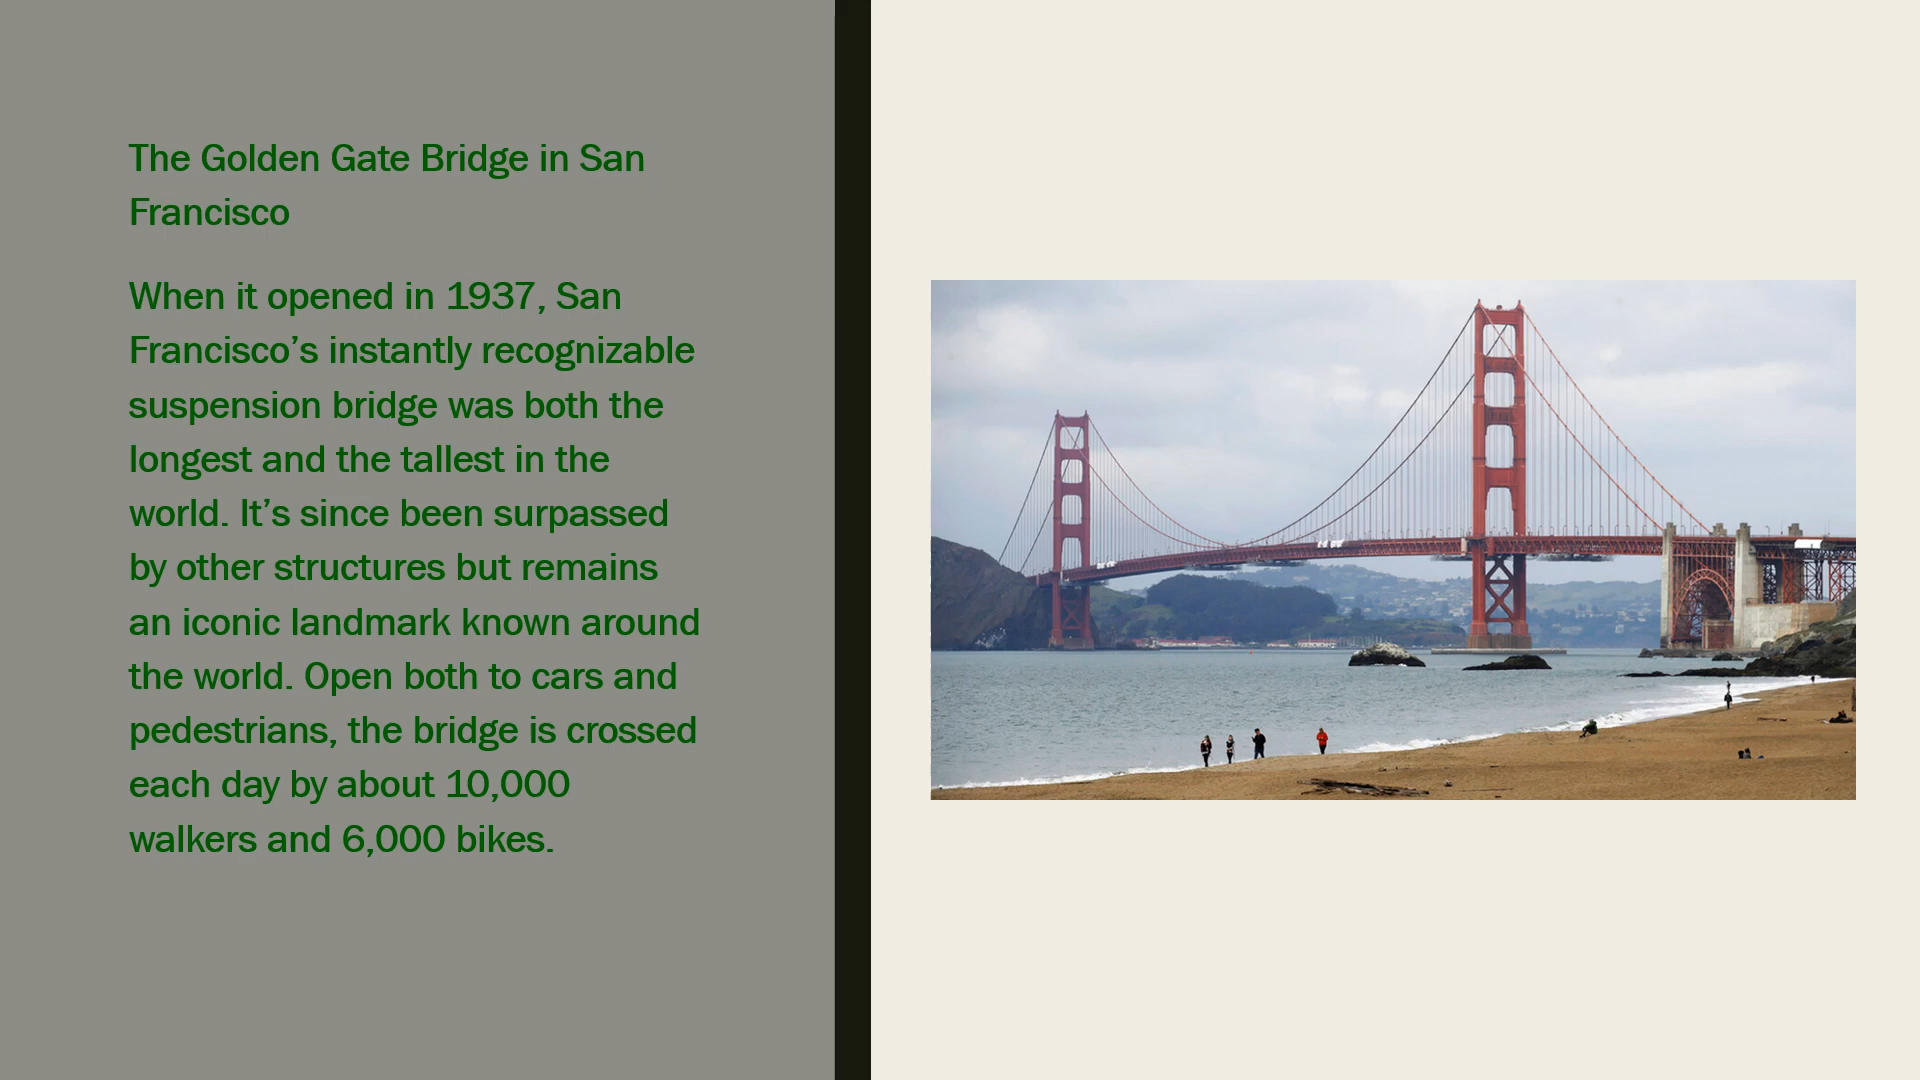 The Golden Gate Bridge in San
Francisco
When it opened in 1937, San
Francisco’s instantly recognizable
suspension bridge was both the
longest and the tallest in the
world. It’s since been surpassed
by other structures but remains
an iconic landmark known around
the world. Open both to cars and
pedestrians, the bridge is crossed
each day by about 10,000
walkers and 6,000 bikes.